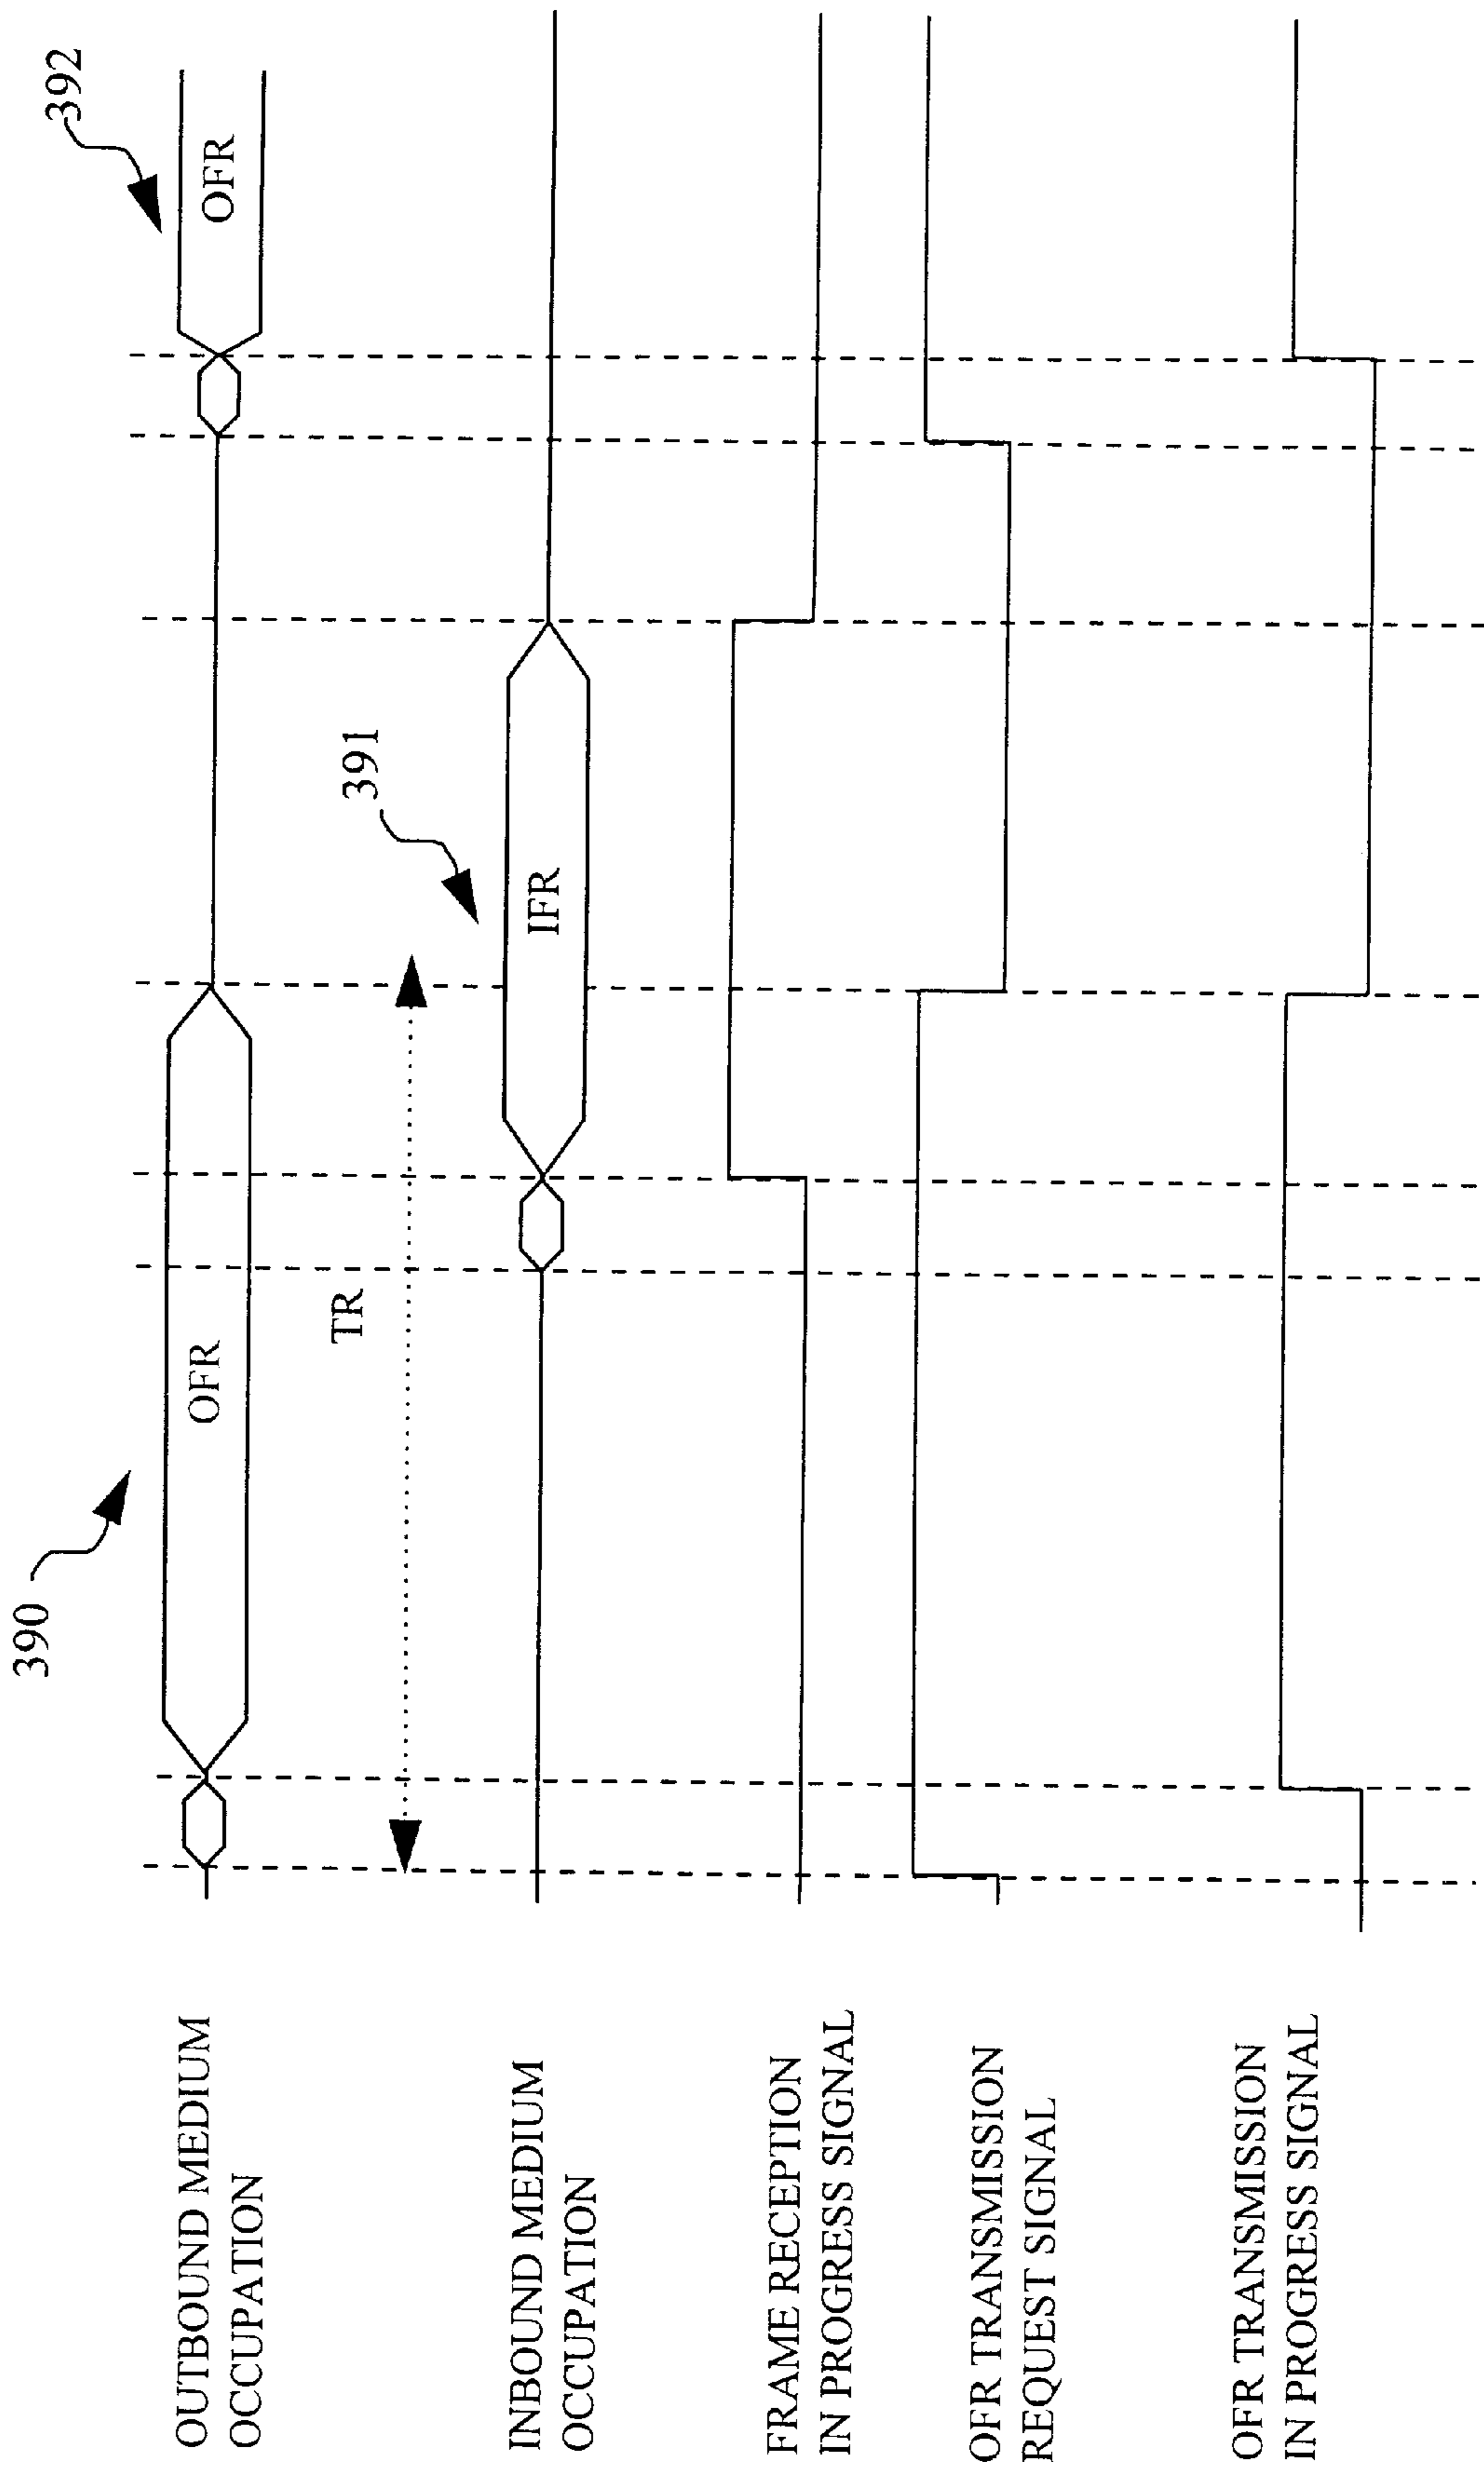 392
390
OFR
OFR
OUTBOUND MEDIUM
OCCUPATION
391
TR
IFR
INBOUND MEDIUM
OCCUPATION
FRAME RECEPTION
IN PROGRESS SIGNAL
OFR TRANSMISSION
REQUEST SIGNAL
OFR TRANSMISSION
IN PROGRESS SIGNAL